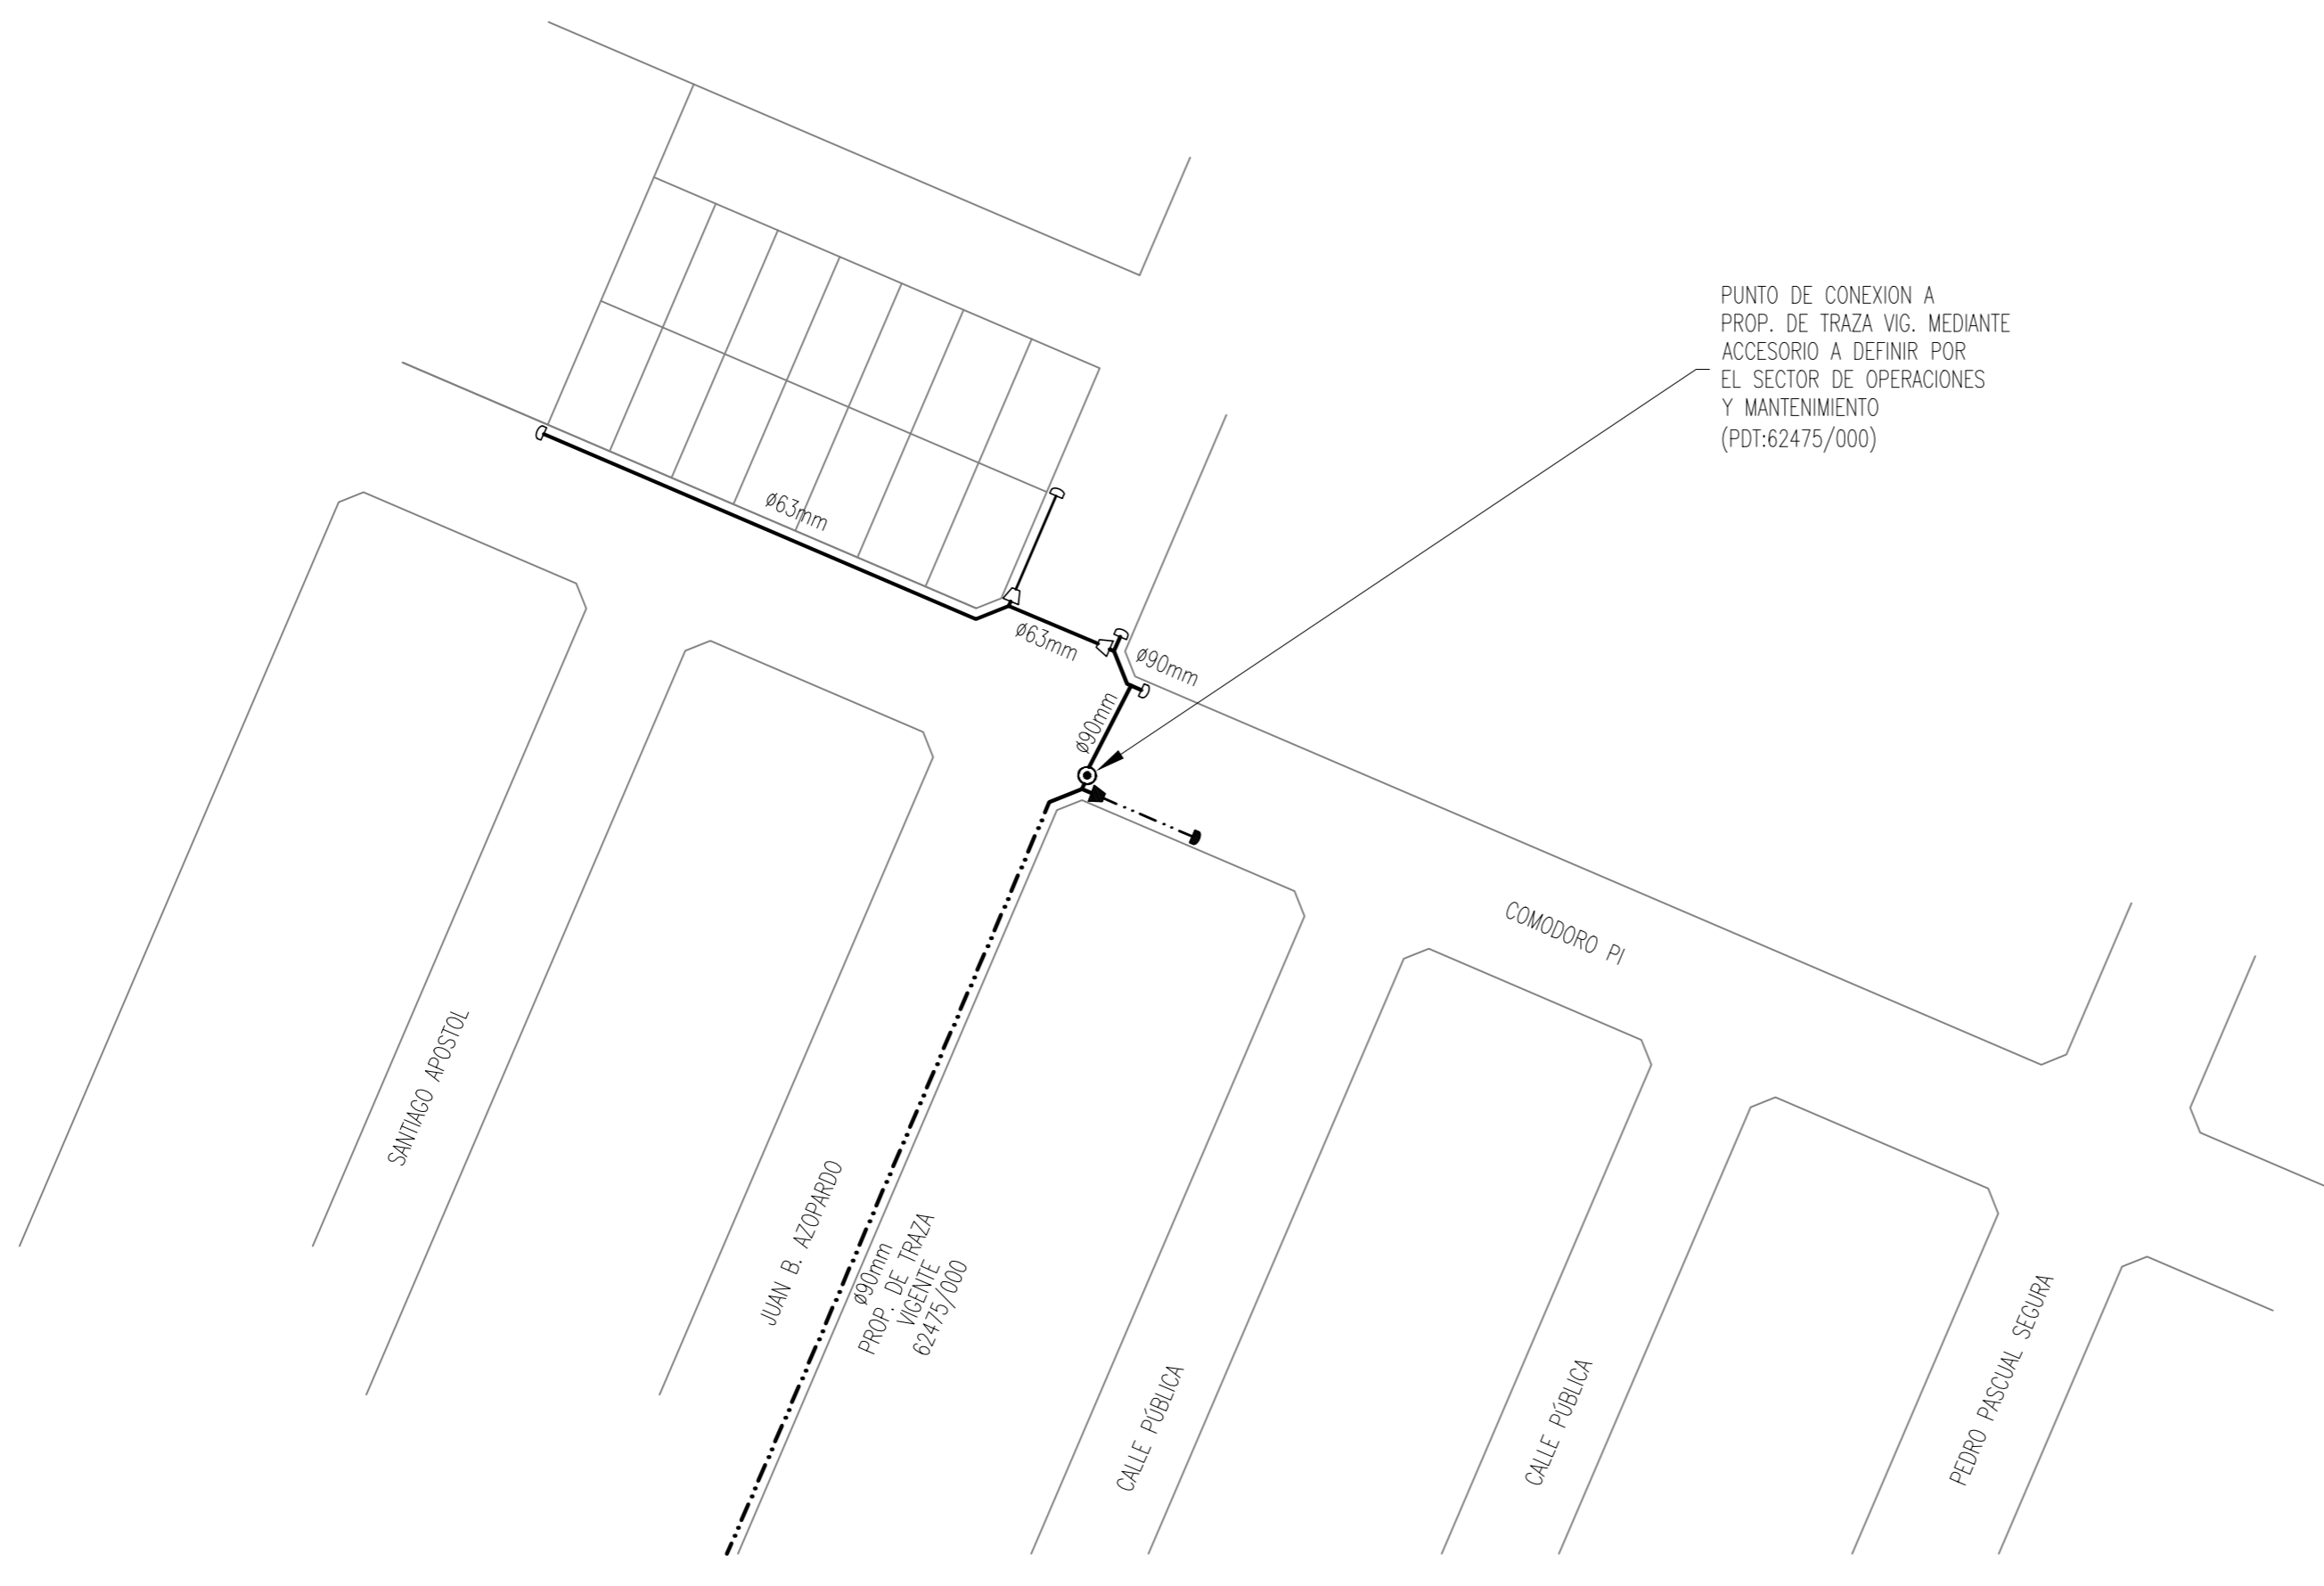 PUNTO DE CONEXION A
PROP. DE TRAZA VIG. MEDIANTE
ACCESORIO A DEFINIR POR
EL SECTOR DE OPERACIONES
Y MANTENIMIENTO
(PDT:62475/000)
ø63mm
ø63mm
ø90mm
ø90mm
COMODORO PI
SANTIAGO APOSTOL
JUAN B. AZOPARDO
ø90mm
PROP. DE TRAZA
VIGENTE
62475/000
CALLE PÚBLICA
CALLE PÚBLICA
PEDRO PASCUAL SEGURA